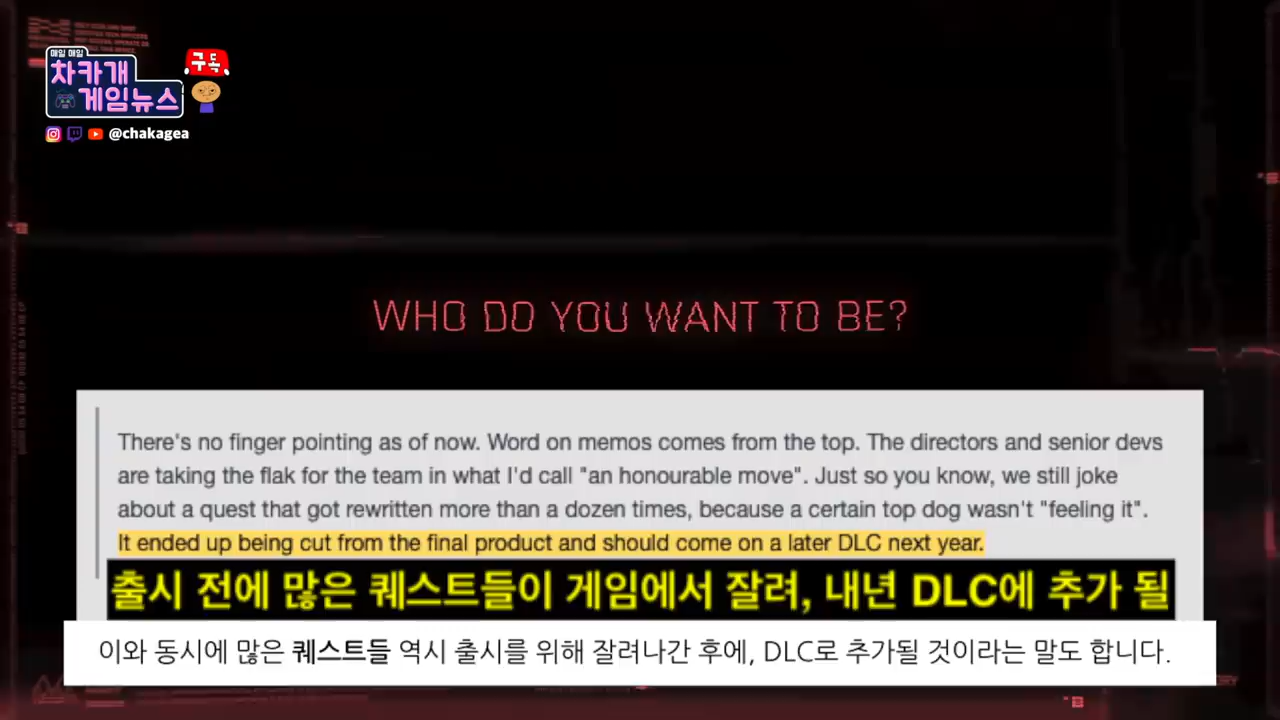 매일 매일
차카개
게임뉴스
구독
@chakagea
WHO DO YOU WANT TO BE?
There's no finger pointing as of now. Word on memos comes from the top. The directors and senior devs
are taking the flak for the team in what I'd call "an honourable move". Just so you know, we still joke
about a quest that got rewritten more than a dozen times, because a certain top dog wasn't "feeling it".
It ended up being cut from the final product and should come on a later DLC next year.
출시 전에 많은 퀘스트들이 게임에서 잘려, 내년 DLC에 추가 될
이와 동시에 많은 퀘스트들 역시 출시를 위해 잘려나간 후에, DLC로 추가될 것이라는 말도 합니다.